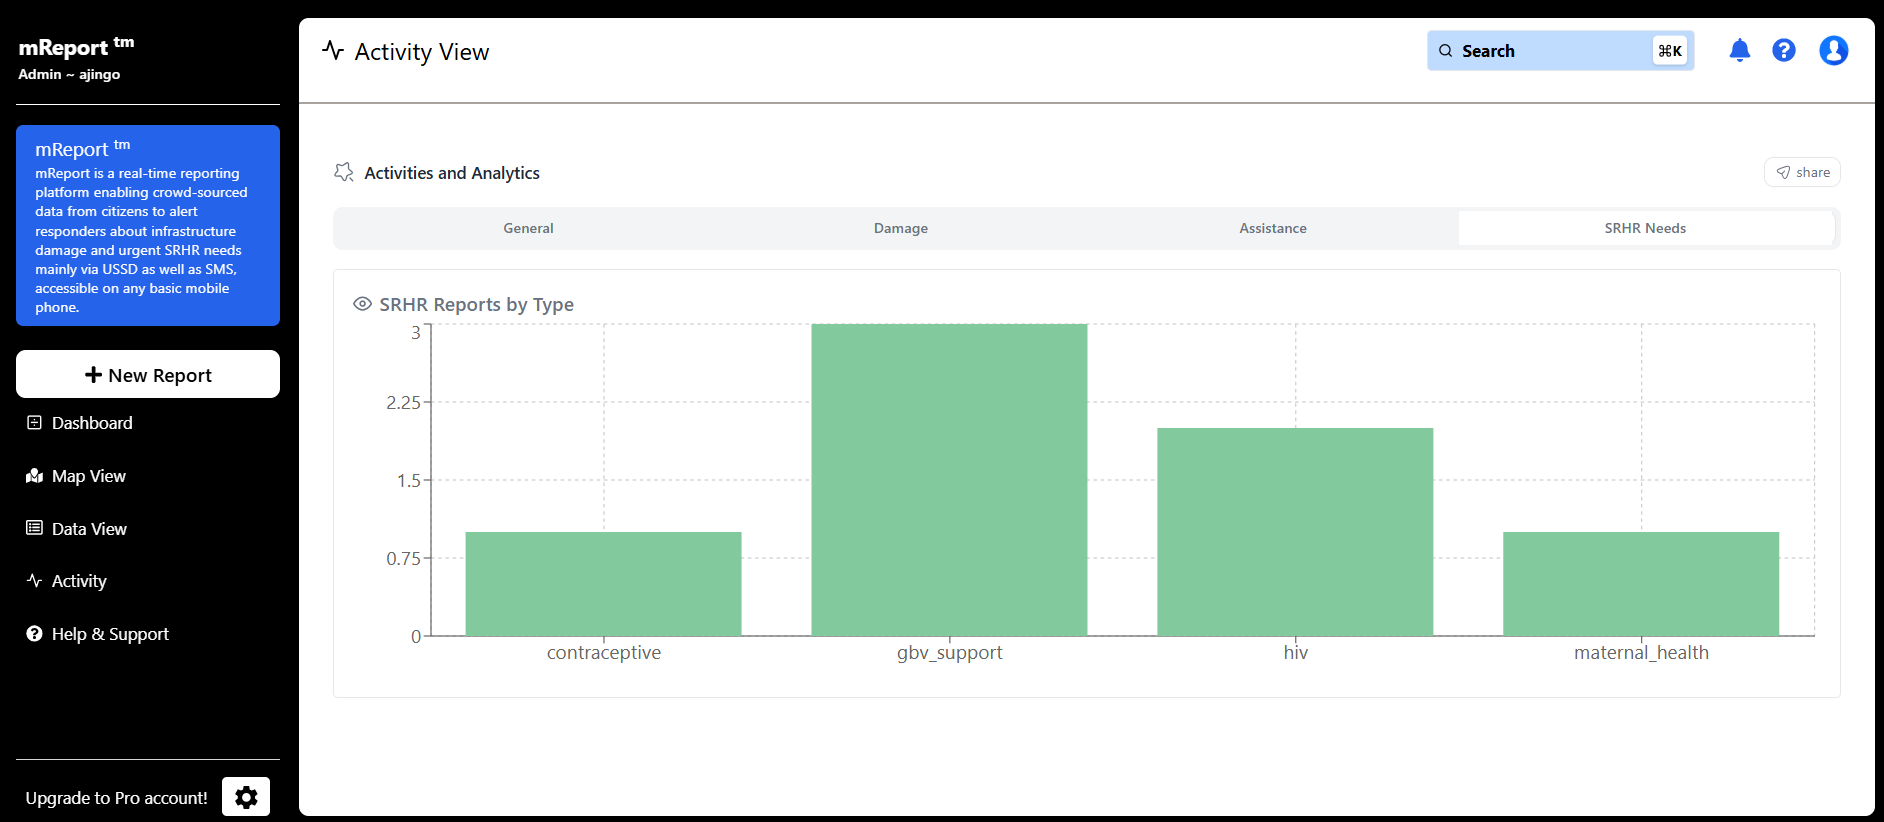 mReport tm
Admin ~ ajingo
mReport tm
mReport is a real-time reporting
platform enabling crowd-sourced
data from citizens to alert
responders about infrastructure
damage and urgent SRHR needs
mainly via USSD as well as SMS,
accessible on any basic mobile
phone.
New Report
Dashboard
Map View
Data View
Activity
Help & Support
Upgrade to Pro account!
Activity View
Search ⌘K
Activities and Analytics
share
General Damage Assistance SRHR Needs
SRHR Reports by Type
3
2.25
1.5
0.75
0
contraceptive gbv_support hiv maternal_health